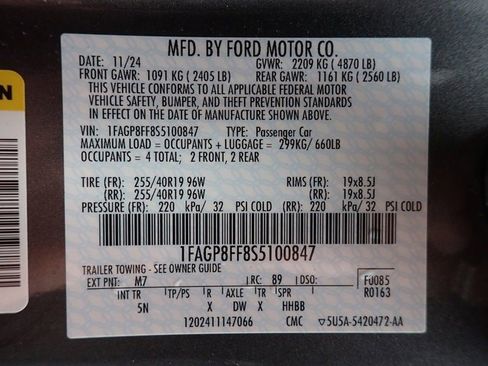 MFD. BY FORD MOTOR CO.
DATE: 11/24 GVWR: 2209 KG ( 4870 LB)
FRONT GAWR: 1091 KG ( 2405 LB) REAR GAWR: 1161 KG ( 2560 LB)
THIS VEHICLE CONFORMS TO ALL APPLICABLE FEDERAL MOTOR
VEHICLE SAFETY, BUMPER, AND THEFT PREVENTION STANDARDS
IN EFFECT ON THE DATE OF MANUFACTURE SHOWN ABOVE.
VIN: 1FAGP8FF8S5100847 TYPE: Passenger Car
MAXIMUM LOAD = OCCUPANTS + LUGGAGE = 299KG/ 660LB
OCCUPANTS = 4 TOTAL; 2 FRONT, 2 REAR
TIRE (FR): 255/40R19 96W RIMS (FR): 19x8.5J
(RR): 255/40R19 96W (RR): 19x8.5J
PRESSURE (FR): 220 kPa/ 32 PSI COLD (RR): 220 kPa/ 32 PSI COLD
1FAGP8FF8S5100847
TRAILER TOWING - SEE OWNER GUIDE
EXT PNT: M7 RC: 89 DSO: F0085
INT TR TP/PS R AXLE TR SPR R0163
5N X DW X HHBB
1202411147066 CMC ▽5U5A-5420472-AA